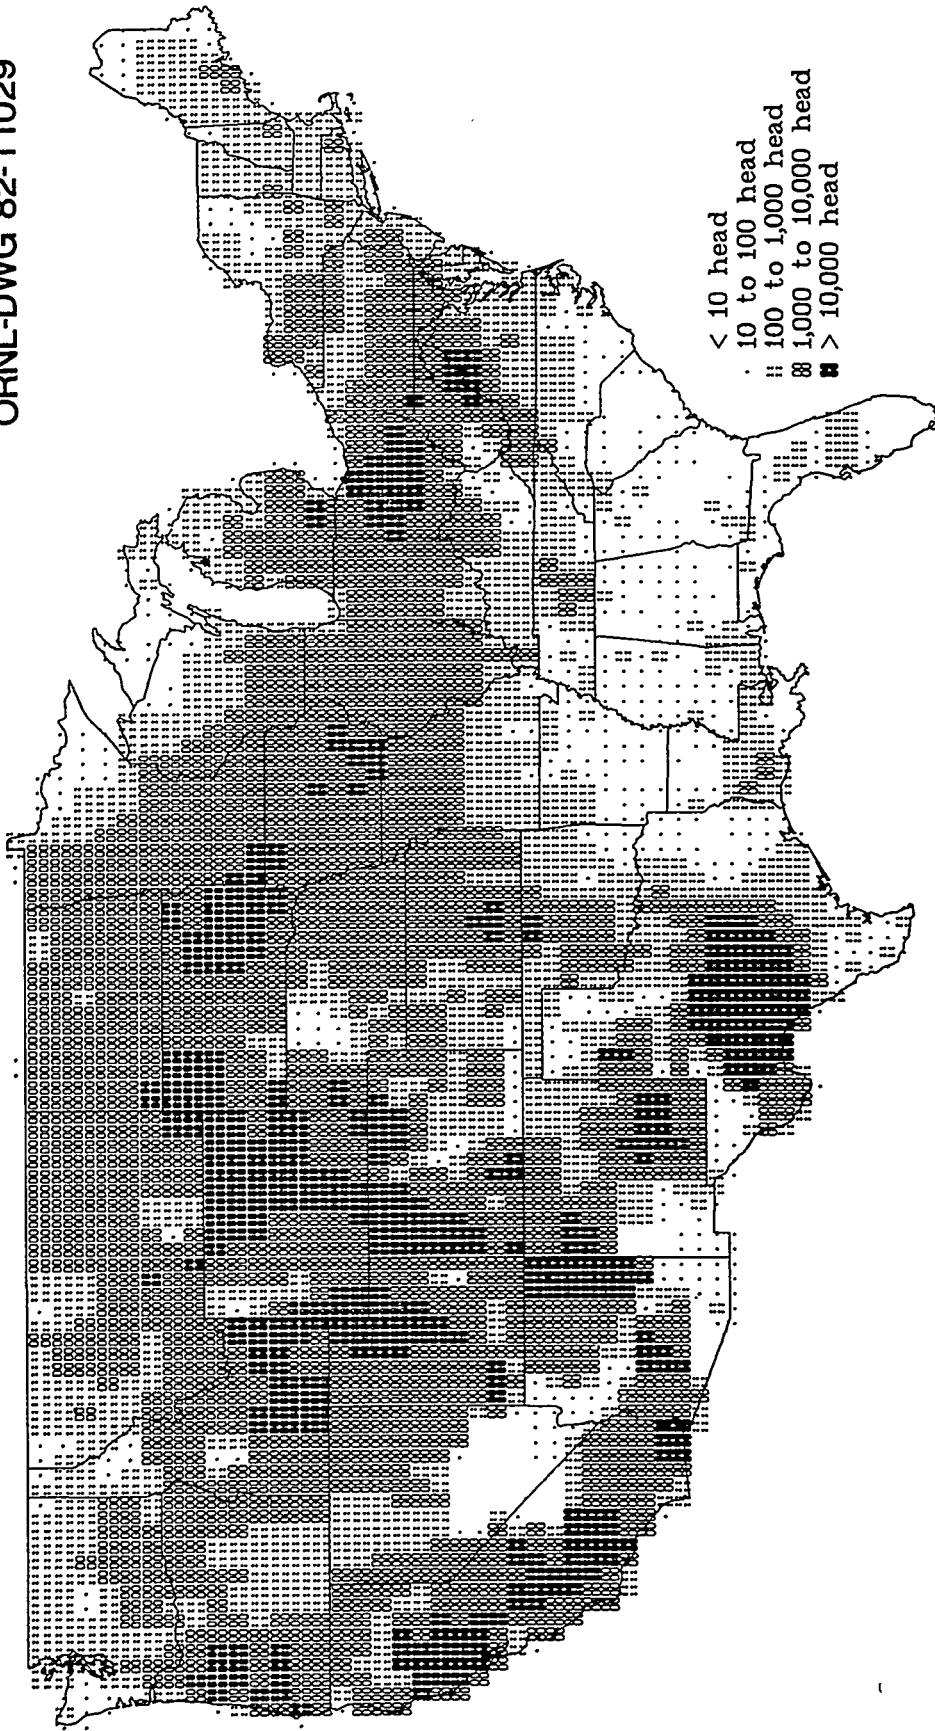 ORNL-DWG 82-11029
< 10 head
10 to 100 head
100 to 1,000 head
1,000 to 10,000 head
> 10,000 head